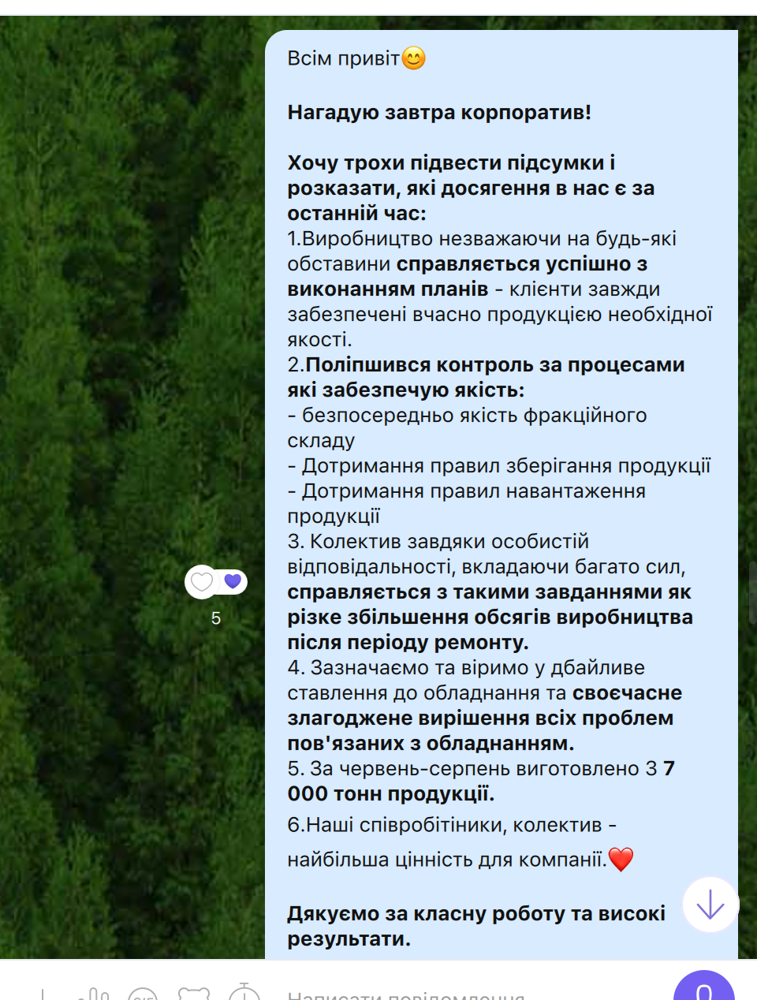 Всім привіт😊
Нагадую завтра корпоратив!
Хочу трохи підвести підсумки і
розказати, які досягення в нас є за
останній час:
1.Виробництво незважаючи на будь-які
обставини справляється успішно з
виконанням планів - клієнти завжди
забезпечені вчасно продукцією необхідної
якості.
2.Поліпшився контроль за процесами
які забезпечую якість:
- безпосередньо якість фракційного
складу
- Дотримання правил зберігання продукції
- Дотримання правил навантаження
продукції
3. Колектив завдяки особистій
відповідальності, вкладаючи багато сил,
справляється з такими завданнями як
різке збільшення обсягів виробництва
після періоду ремонту.
4. Зазначаємо та віримо у дбайливе
ставлення до обладнання та своєчасне
злагоджене вирішення всіх проблем
пов'язаних з обладнанням.
5. За червень-серпень виготовлено 3 7
000 тонн продукції.
6.Наші співробітіники, колектив -
найбільша цінність для компанії.❤️
Дякуємо за класну роботу та високі
результати.
5
Написати повідомлення